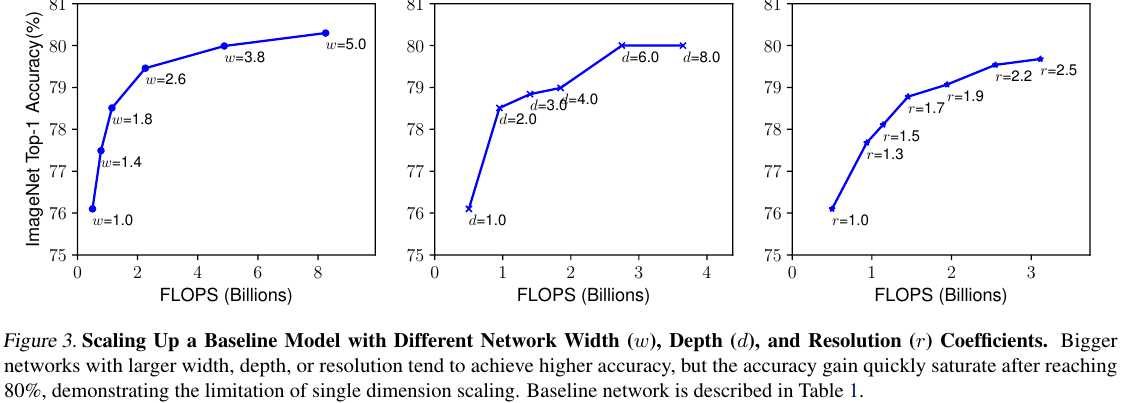 ImageNet Top-1 Accuracy(%)
81
80
79
78
77
76
75
w=1.0
w=1.4
w=1.8
w=2.6
w=3.8
w=5.0
0 2 4 6 8
FLOPS (Billions)
81
80
79
78
77
76
75
d=1.0
d=2.0
d=3.0
d=4.0
d=6.0
d=8.0
0 1 2 3 4
FLOPS (Billions)
81
80
79
78
77
76
75
r=1.0
r=1.3
r=1.5
r=1.7
r=1.9
r=2.2
r=2.5
0 1 2 3
FLOPS (Billions)
Figure 3. Scaling Up a Baseline Model with Different Network Width (w), Depth (d), and Resolution (r) Coefficients. Bigger
networks with larger width, depth, or resolution tend to achieve higher accuracy, but the accuracy gain quickly saturate after reaching
80%, demonstrating the limitation of single dimension scaling. Baseline network is described in Table 1.